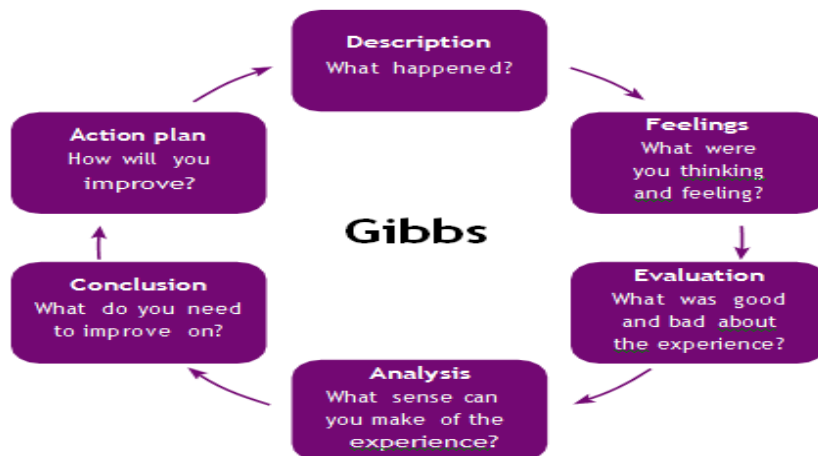 Description
What happened?
Feelings
What were
you thinking
and feeling?
Evaluation
What was good
and bad about
the experience?
Analysis
What sense can
you make of the
experience?
Conclusion
What do you need
to improve on?
Action plan
How will you
improve?
Gibbs